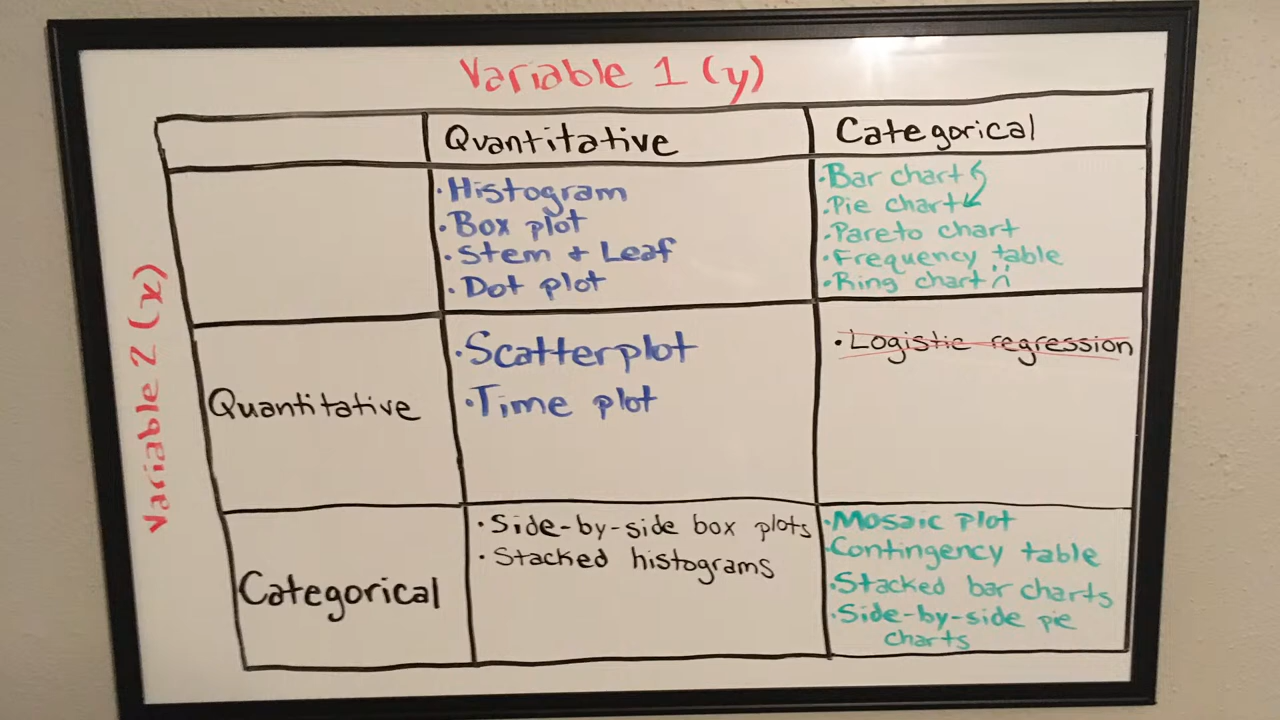 Variable 1 (y)
Quantitative
Categorical
Variable 2 (x)
·Histogram
·Box plot
·Stem + Leaf
·Dot plot
·Bar chart
·Pie chart
·Pareto chart
·Frequency table
·Ring chart
Quantitative
·Scatterplot
·Time plot
·Logistic regression
Categorical
·Side-by-side box plots
·Stacked histograms
·Mosaic plot
·Contingency table
·Stacked bar charts
·Side-by-side pie
charts